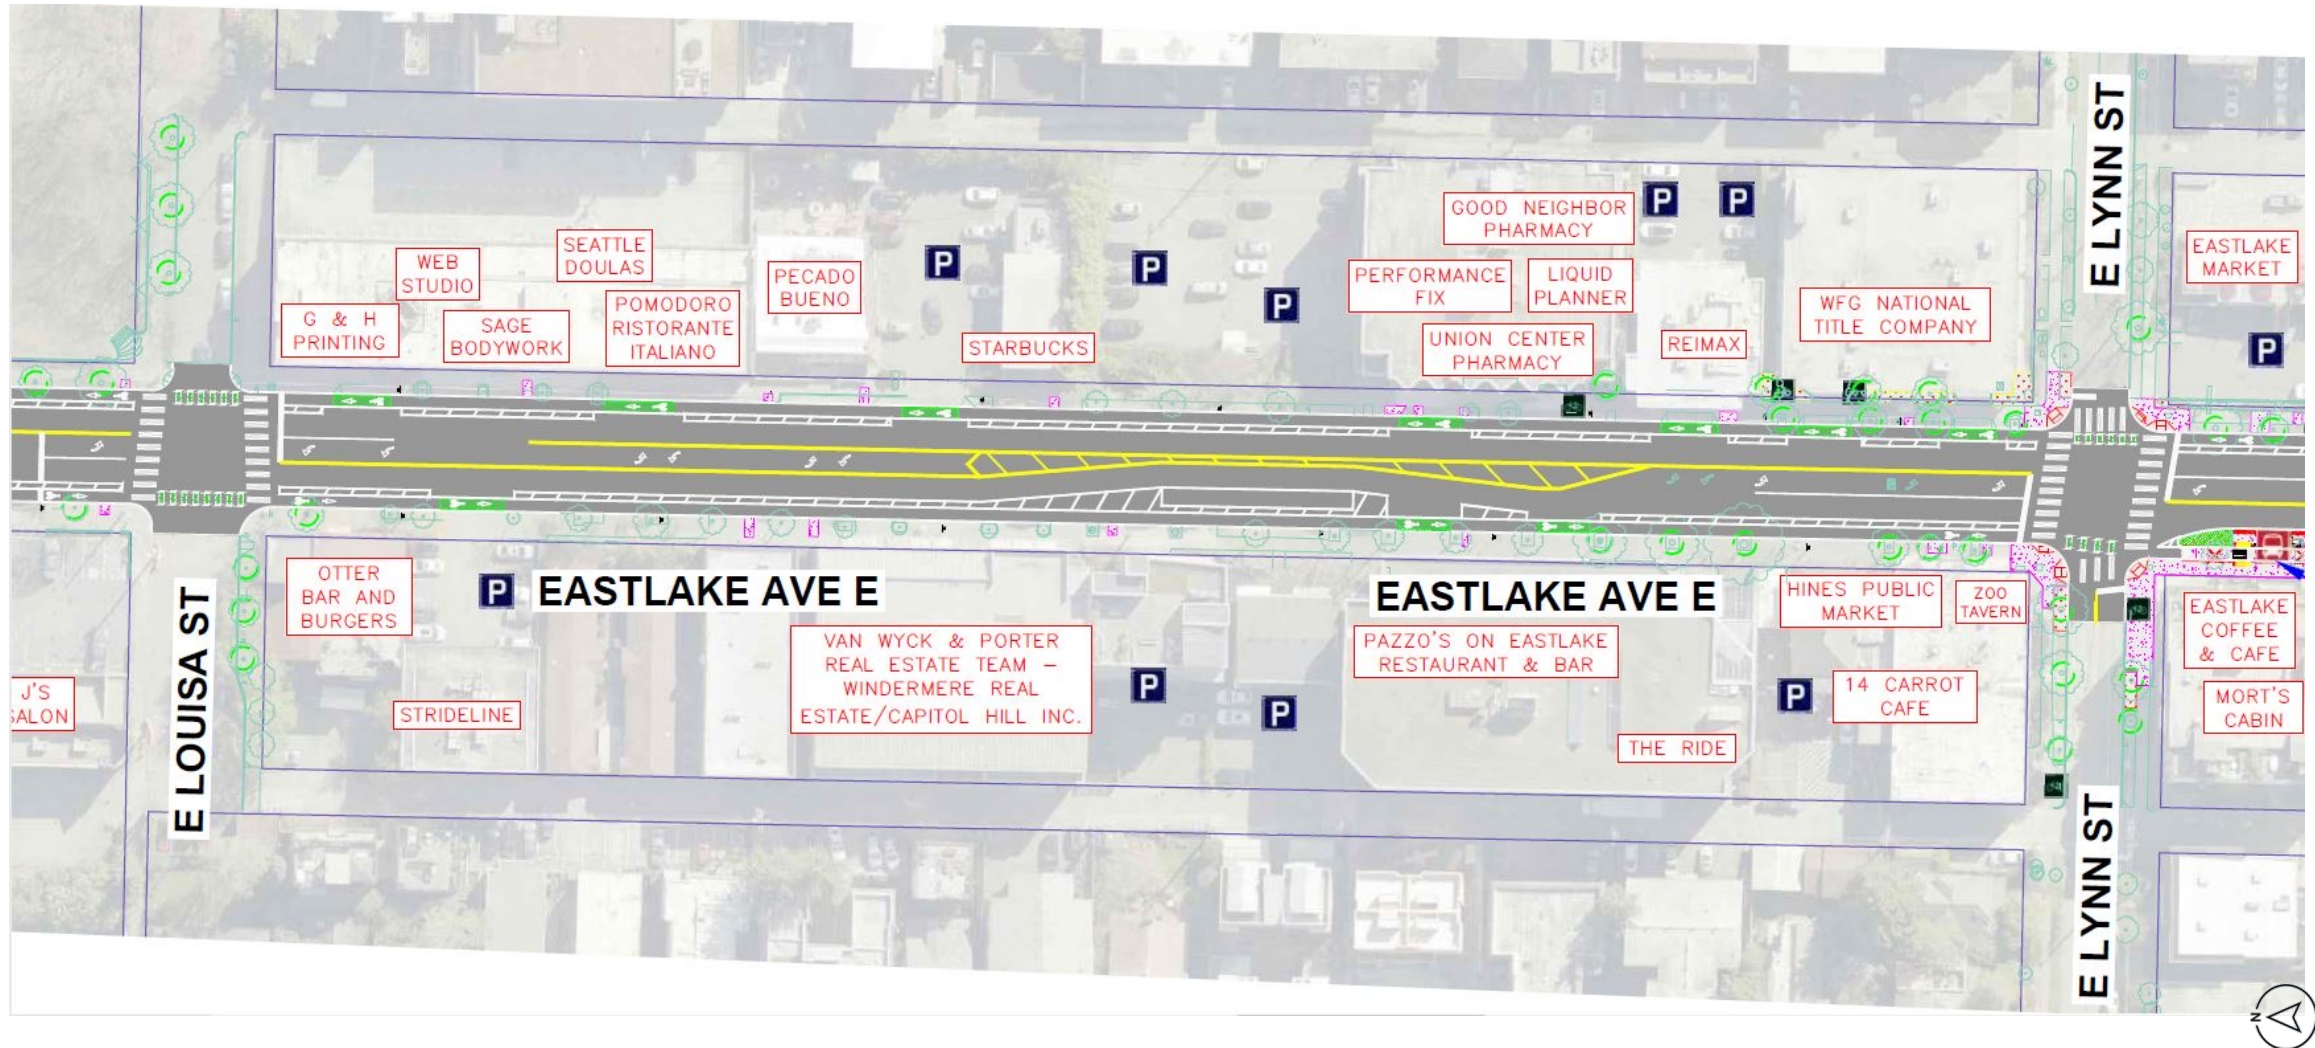 E LYNN ST
P
P
GOOD NEIGHBOR
PHARMACY
EASTLAKE
MARKET
SEATTLE
DOULAS
WEB
STUDIO
PECADO
BUENO
P
P
P
PERFORMANCE
FIX
LIQUID
PLANNER
G & H
PRINTING
SAGE
BODYWORK
POMODORO
RISTORANTE
ITALIANO
STARBUCKS
UNION CENTER
PHARMACY
REIMAX
WFG NATIONAL
TITLE COMPANY
P
E LOUISA ST
OTTER
BAR AND
BURGERS
P
EASTLAKE AVE E
EASTLAKE AVE E
HINES PUBLIC
MARKET
ZOO
TAVERN
EASTLAKE
COFFEE
& CAFE
VAN WYCK & PORTER
REAL ESTATE TEAM –
WINDERMERE REAL
ESTATE/CAPITOL HILL INC.
PAZZO'S ON EASTLAKE
RESTAURANT & BAR
J'S
SALON
STRIDELINE
P
P
P
14 CARROT
CAFE
MORT'S
CABIN
THE RIDE
E LYNN ST
N